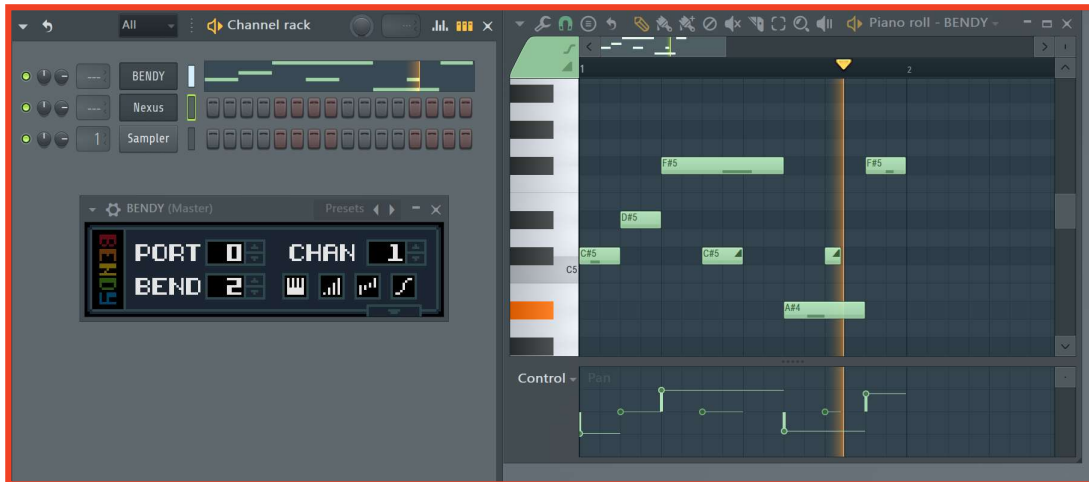 All
Channel rack
BENDY
Nexus
1 Sampler
BENDY (Master) Presets
BENDY
PORT 0 CHAN 1
BEND 2
Piano roll - BENDY
1 2
F#5 F#5
D#5
C#5 C#5
C5
A#4
Control Pan